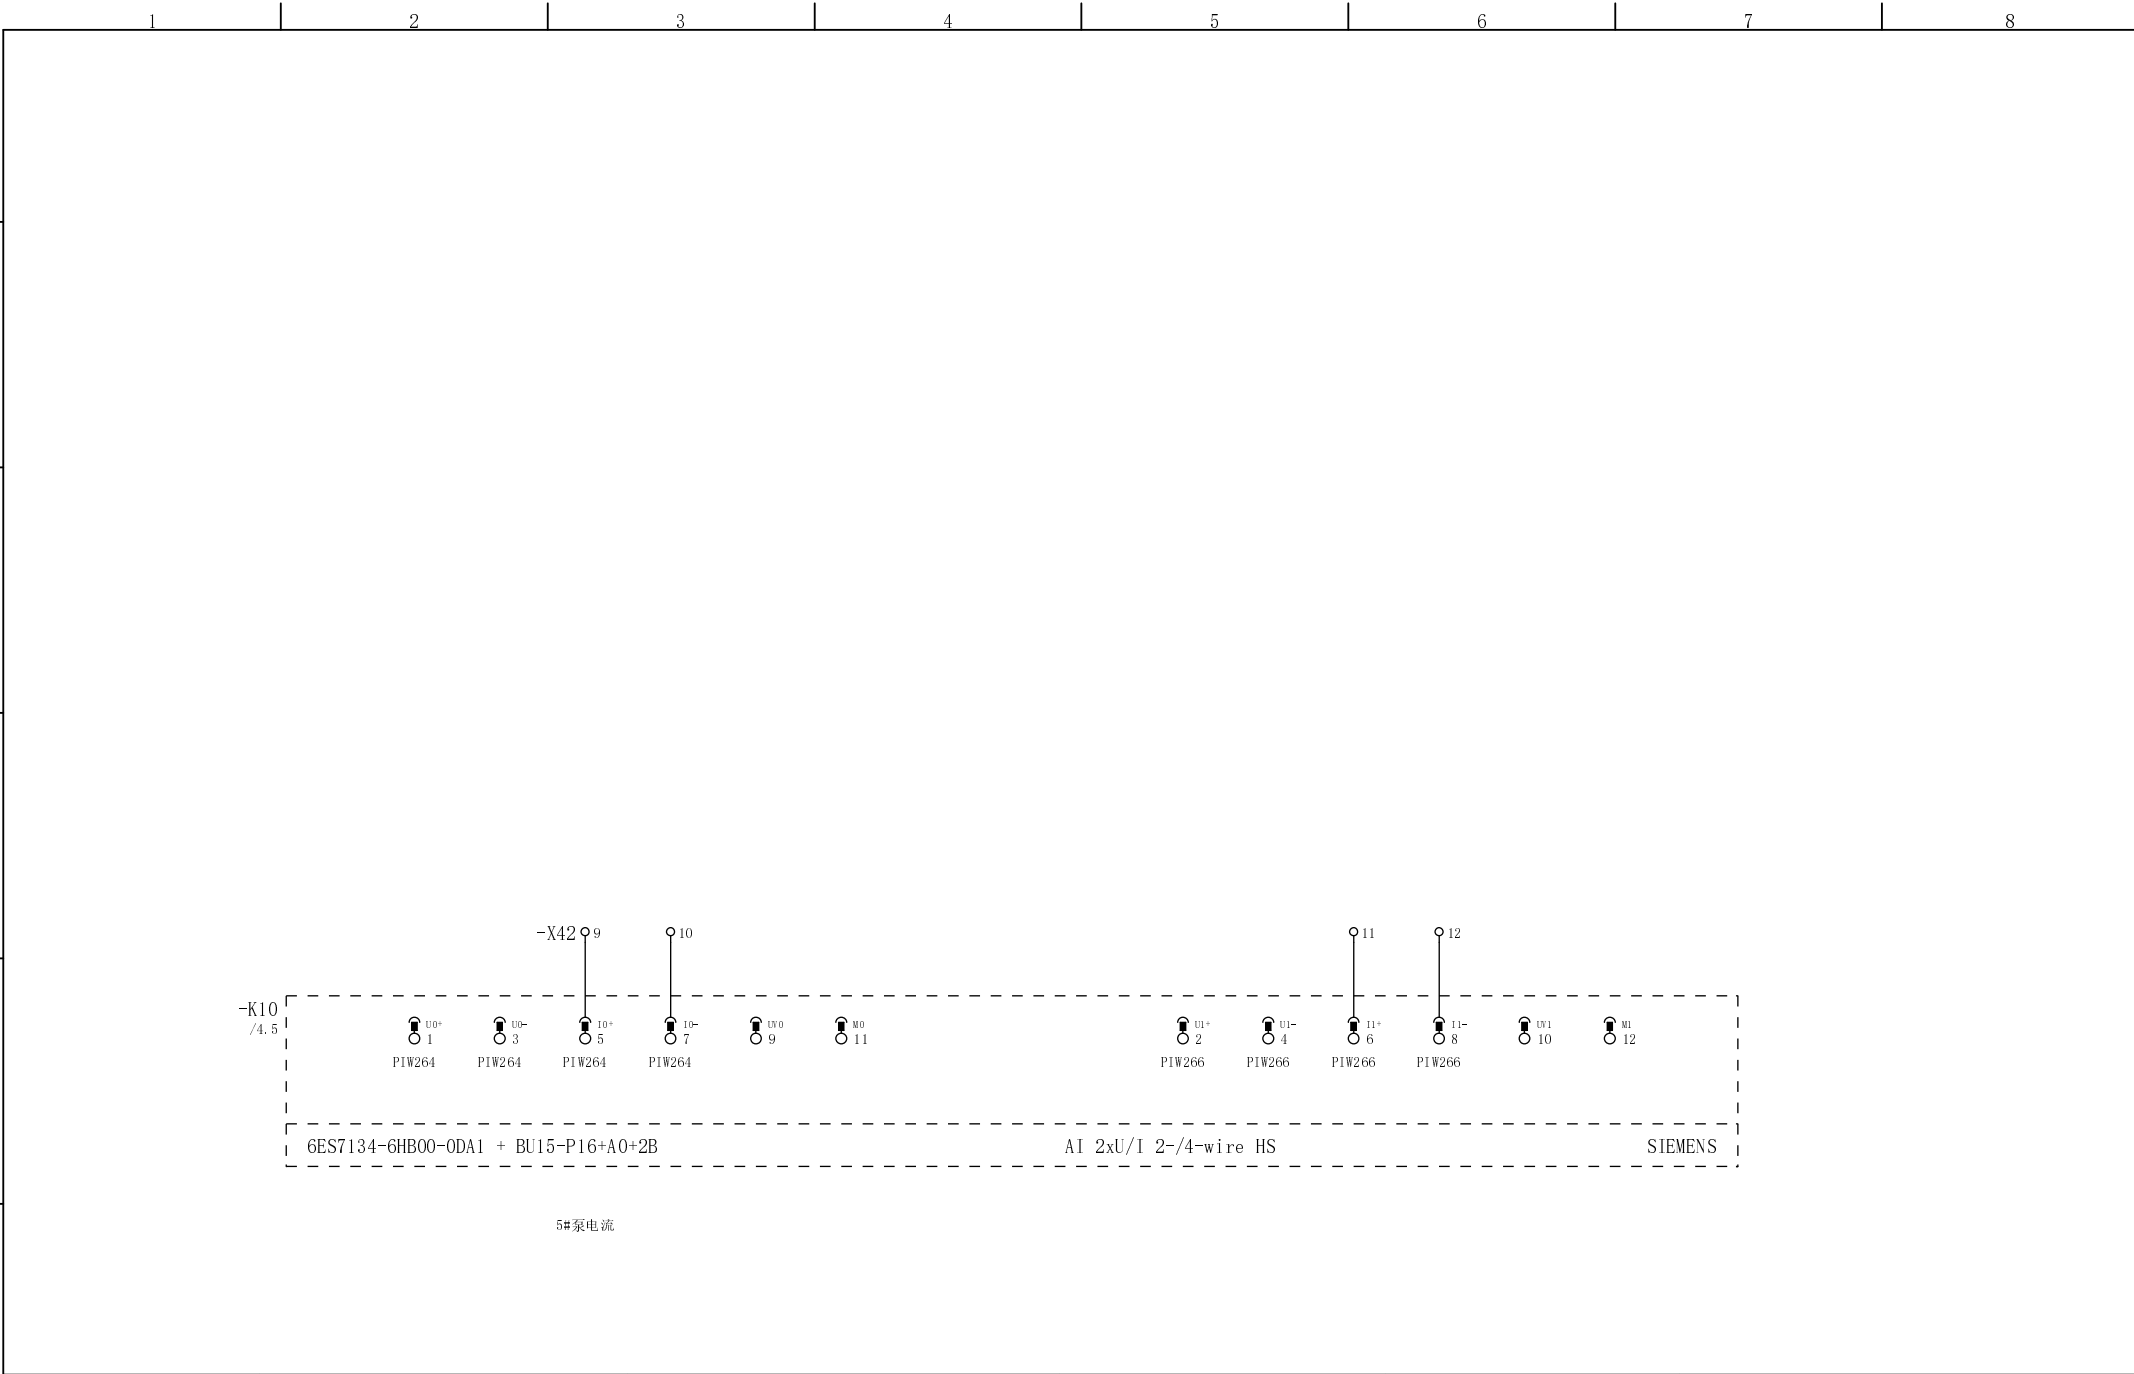 1 2 3 4 5 6 7 8
-X42 9 10 11 12
-K10
/4.5
U0+ U0- I0+ I0- UV0 M0 U1+ U1- I1+ I1- UV1 M1
1 3 5 7 9 11 2 4 6 8 10 12
PIW264 PIW264 PIW264 PIW264 PIW266 PIW266 PIW266 PIW266
6ES7134-6HB00-0DA1 + BU15-P16+A0+2B AI 2xU/I 2-/4-wire HS SIEMENS
5#泵电流